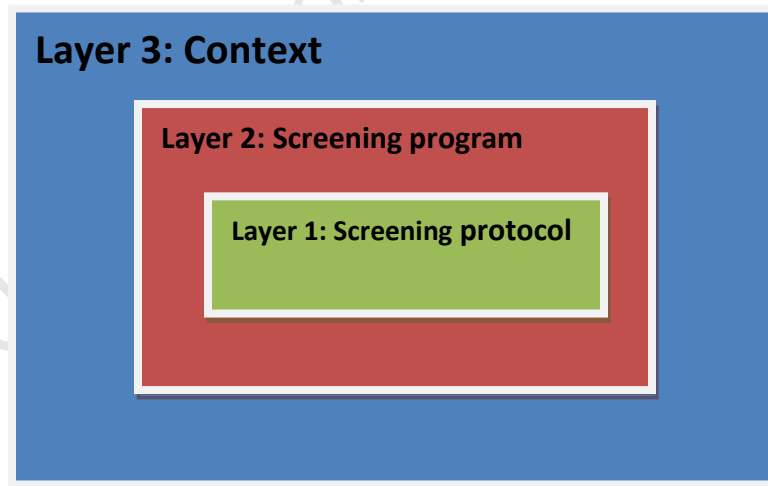 Layer 3: Context
Layer 2: Screening program
Layer 1: Screening protocol